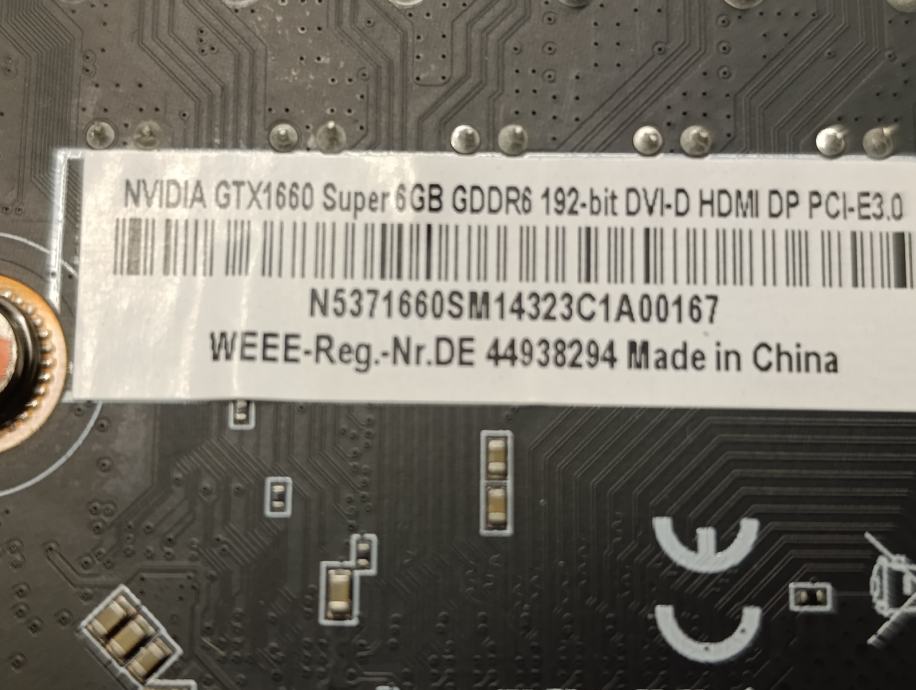 NVIDIA GTX1660 Super 6GB GDDR6 192-bit DVI-D HDMI DP PCI-E3.0
N5371660SM14323C1A00167
WEEE-Reg.-Nr.DE 44938294 Made in China
CE